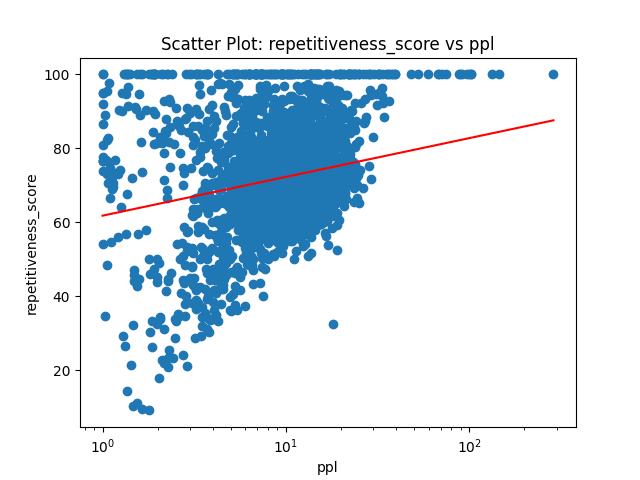 Scatter Plot: repetitiveness_score vs ppl
100
80
60
40
20
repetitiveness_score
10⁰
10¹
10²
ppl